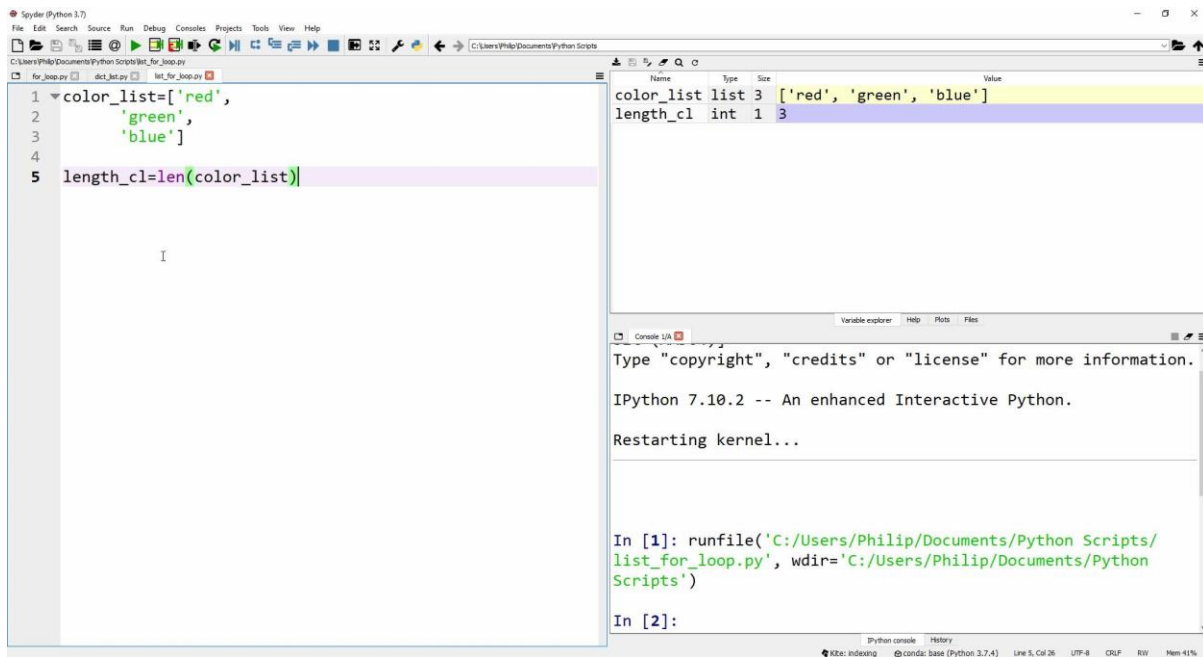 Spyder (Python 3.7)
File Edit Search Source Run Debug Consoles Projects Tools View Help
C:\Users\Philip\Documents\Python Scripts
C:\Users\Philip\Documents\Python Scripts\list_for_loop.py
for_loop.py dict_list.py list_for_loop.py
1 color_list=['red',
2 'green',
3 'blue']
4
5 length_cl=len(color_list)
Name Type Size Value
color_list list 3 ['red', 'green', 'blue']
length_cl int 1 3
Variable explorer Help Plots Files
Console 1/A
Type "copyright", "credits" or "license" for more information.
IPython 7.10.2 -- An enhanced Interactive Python.
Restarting kernel...
In [1]: runfile('C:/Users/Philip/Documents/Python Scripts/
list_for_loop.py', wdir='C:/Users/Philip/Documents/Python
Scripts')
In [2]:
IPython console History
Kite: indexing conda: base (Python 3.7.4) Line 5, Col 26 UTF-8 CRLF RW Mem 41%